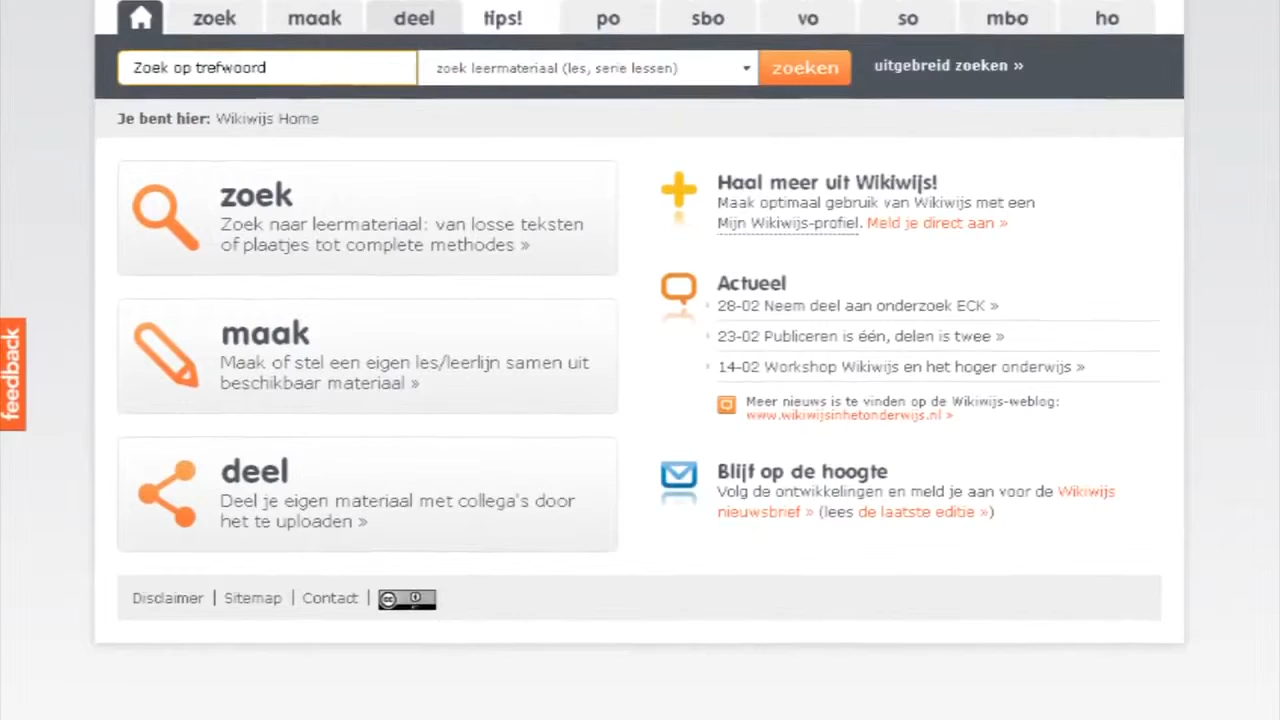 zoek maak deel tips! po sbo vo so mbo ho
Zoek op trefwoord zoek leermateriaal (les, serie lessen) zoeken uitgebreid zoeken »
Je bent hier: Wikiwijs Home
zoek
Zoek naar leermateriaal: van losse teksten
of plaatjes tot complete methodes »
maak
Maak of stel een eigen les/leerlijn samen uit
beschikbaar materiaal »
deel
Deel je eigen materiaal met collega's door
het te uploaden »
Haal meer uit Wikiwijs!
Maak optimaal gebruik van Wikiwijs met een
Mijn Wikiwijs-profiel. Meld je direct aan »
Actueel
28-02 Neem deel aan onderzoek ECK »
23-02 Publiceren is één, delen is twee »
14-02 Workshop Wikiwijs en het hoger onderwijs »
Meer nieuws is te vinden op de Wikiwijs-weblog:
www.wikiwijsinhetonderwijs.nl »
Blijf op de hoogte
Volg de ontwikkelingen en meld je aan voor de Wikiwijs
nieuwsbrief » (lees de laatste editie »)
feedback
Disclaimer | Sitemap | Contact | cc